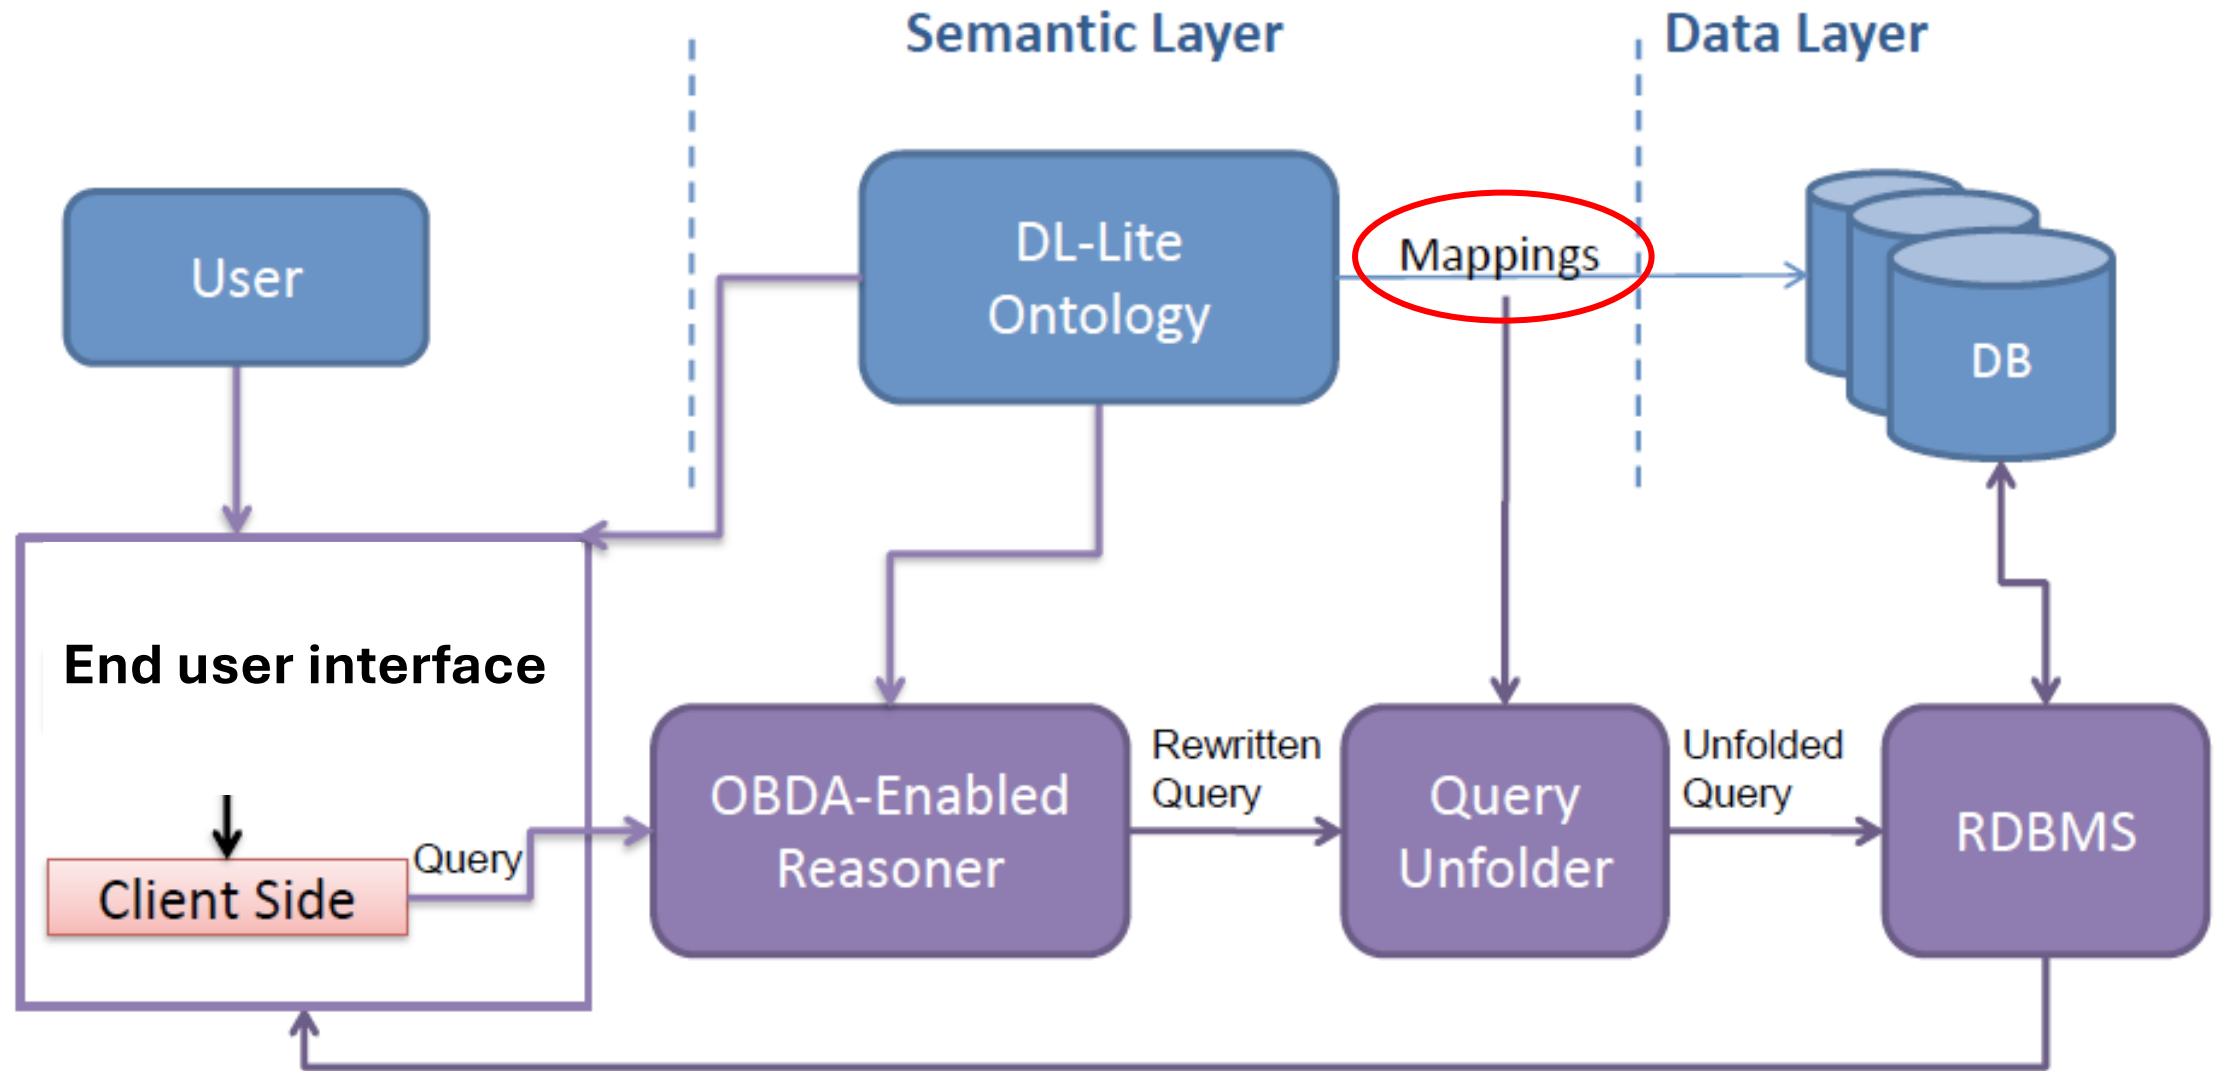 Semantic Layer
Data Layer
User
DL-Lite
Ontology
Mappings
DB
End user interface
Client Side
Query
OBDA-Enabled
Reasoner
Rewritten
Query
Query
Unfolder
Unfolded
Query
RDBMS